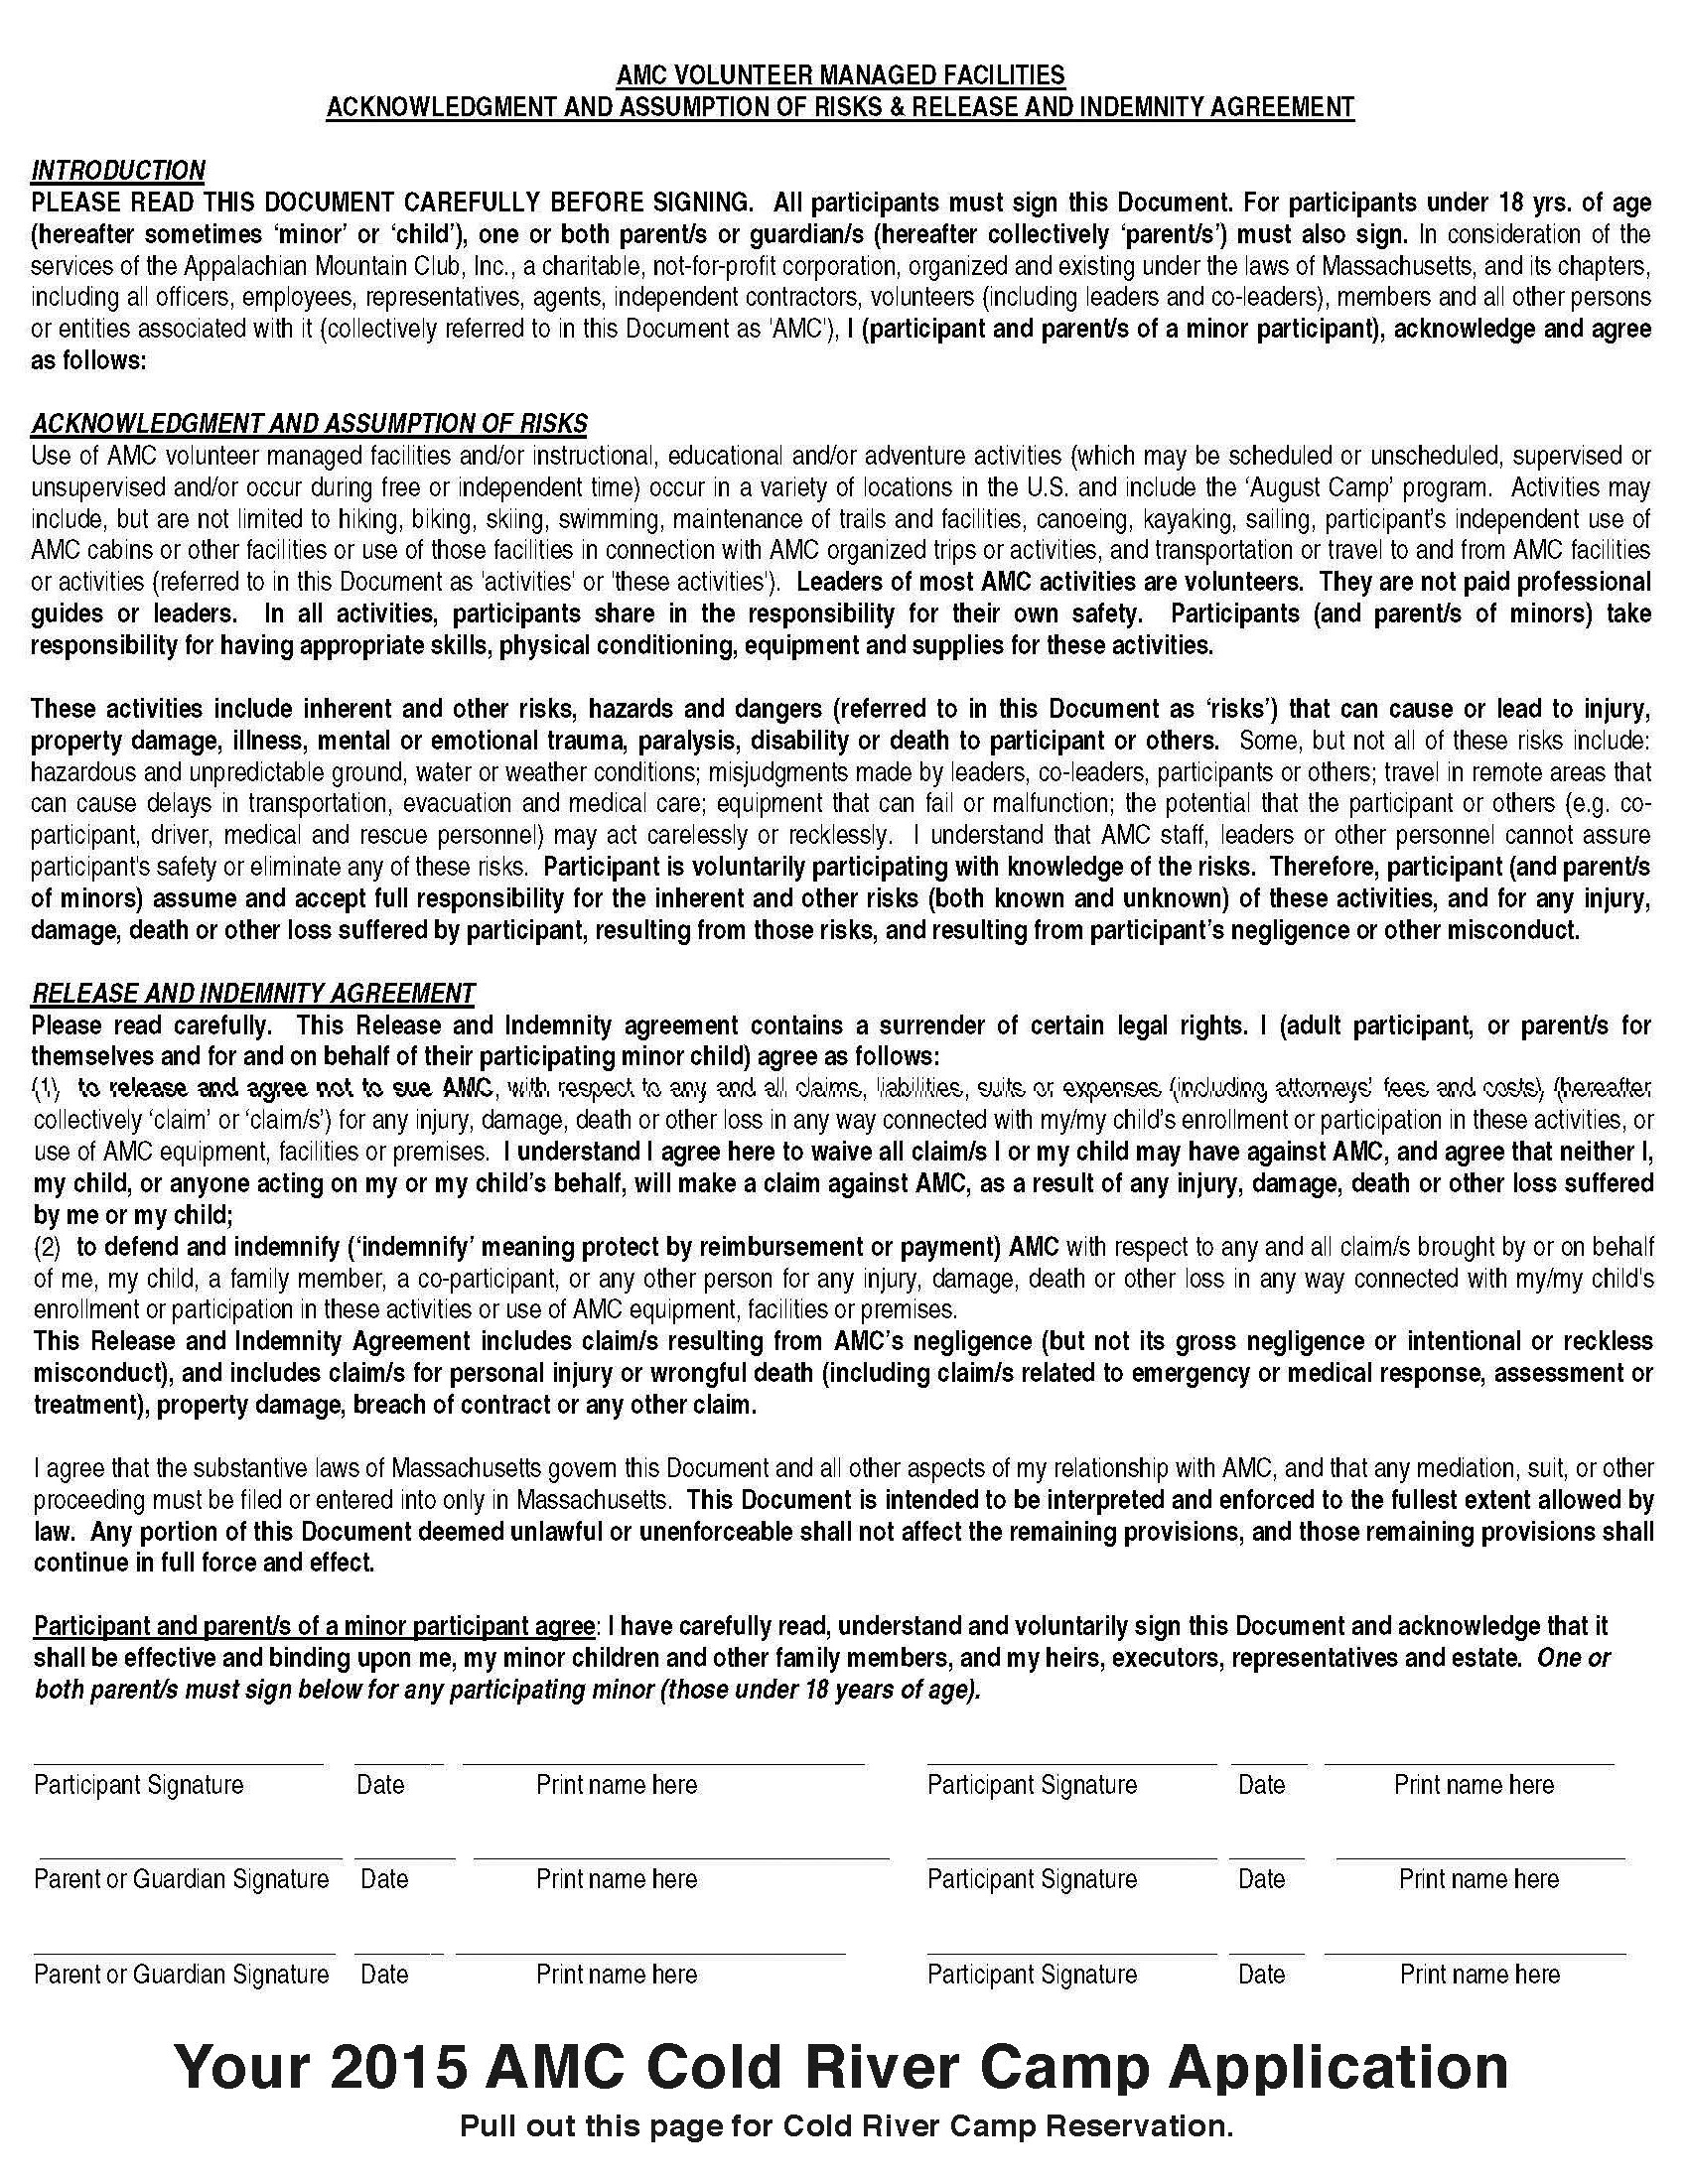 AMC VOLUNTEER MANAGED FACILITIES
ACKNOWLEDGMENT AND ASSUMPTION OF RISKS & RELEASE AND INDEMNITY AGREEMENT
INTRODUCTION
PLEASE READ THIS DOCUMENT CAREFULLY BEFORE SIGNING. All participants must sign this Document. For participants under 18 yrs. of age
(hereafter sometimes ‘minor’ or ‘child’), one or both parent/s or guardian/s (hereafter collectively ‘parent/s’) must also sign. In consideration of the
services of the Appalachian Mountain Club, Inc., a charitable, not-for-profit corporation, organized and existing under the laws of Massachusetts, and its chapters,
including all officers, employees, representatives, agents, independent contractors, volunteers (including leaders and co-leaders), members and all other persons
or entities associated with it (collectively referred to in this Document as 'AMC'), I (participant and parent/s of a minor participant), acknowledge and agree
as follows:
ACKNOWLEDGMENT AND ASSUMPTION OF RISKS
Use of AMC volunteer managed facilities and/or instructional, educational and/or adventure activities (which may be scheduled or unscheduled, supervised or
unsupervised and/or occur during free or independent time) occur in a variety of locations in the U.S. and include the ‘August Camp’ program. Activities may
include, but are not limited to hiking, biking, skiing, swimming, maintenance of trails and facilities, canoeing, kayaking, sailing, participant’s independent use of
AMC cabins or other facilities or use of those facilities in connection with AMC organized trips or activities, and transportation or travel to and from AMC facilities
or activities (referred to in this Document as 'activities' or 'these activities'). Leaders of most AMC activities are volunteers. They are not paid professional
guides or leaders. In all activities, participants share in the responsibility for their own safety. Participants (and parent/s of minors) take
responsibility for having appropriate skills, physical conditioning, equipment and supplies for these activities.
These activities include inherent and other risks, hazards and dangers (referred to in this Document as ‘risks’) that can cause or lead to injury,
property damage, illness, mental or emotional trauma, paralysis, disability or death to participant or others. Some, but not all of these risks include:
hazardous and unpredictable ground, water or weather conditions; misjudgments made by leaders, co-leaders, participants or others; travel in remote areas that
can cause delays in transportation, evacuation and medical care; equipment that can fail or malfunction; the potential that the participant or others (e.g. co-
participant, driver, medical and rescue personnel) may act carelessly or recklessly. I understand that AMC staff, leaders or other personnel cannot assure
participant's safety or eliminate any of these risks. Participant is voluntarily participating with knowledge of the risks. Therefore, participant (and parent/s
of minors) assume and accept full responsibility for the inherent and other risks (both known and unknown) of these activities, and for any injury,
damage, death or other loss suffered by participant, resulting from those risks, and resulting from participant’s negligence or other misconduct.
RELEASE AND INDEMNITY AGREEMENT
Please read carefully. This Release and Indemnity agreement contains a surrender of certain legal rights. I (adult participant, or parent/s for
themselves and for and on behalf of their participating minor child) agree as follows:
(1) to release and agree not to sue AMC, with respect to any and all claims, liabilities, suits or expenses (including attorneys’ fees and costs) (hereafter
collectively ‘claim’ or ‘claim/s’) for any injury, damage, death or other loss in any way connected with my/my child’s enrollment or participation in these activities, or
use of AMC equipment, facilities or premises. I understand I agree here to waive all claim/s I or my child may have against AMC, and agree that neither I,
my child, or anyone acting on my or my child’s behalf, will make a claim against AMC, as a result of any injury, damage, death or other loss suffered
by me or my child;
(2) to defend and indemnify (‘indemnify’ meaning protect by reimbursement or payment) AMC with respect to any and all claim/s brought by or on behalf
of me, my child, a family member, a co-participant, or any other person for any injury, damage, death or other loss in any way connected with my/my child's
enrollment or participation in these activities or use of AMC equipment, facilities or premises.
This Release and Indemnity Agreement includes claim/s resulting from AMC’s negligence (but not its gross negligence or intentional or reckless
misconduct), and includes claim/s for personal injury or wrongful death (including claim/s related to emergency or medical response, assessment or
treatment), property damage, breach of contract or any other claim.
I agree that the substantive laws of Massachusetts govern this Document and all other aspects of my relationship with AMC, and that any mediation, suit, or other
proceeding must be filed or entered into only in Massachusetts. This Document is intended to be interpreted and enforced to the fullest extent allowed by
law. Any portion of this Document deemed unlawful or unenforceable shall not affect the remaining provisions, and those remaining provisions shall
continue in full force and effect.
Participant and parent/s of a minor participant agree: I have carefully read, understand and voluntarily sign this Document and acknowledge that it
shall be effective and binding upon me, my minor children and other family members, and my heirs, executors, representatives and estate. One or
both parent/s must sign below for any participating minor (those under 18 years of age).
Participant Signature Date Print name here Participant Signature Date Print name here
Parent or Guardian Signature Date Print name here Participant Signature Date Print name here
Parent or Guardian Signature Date Print name here Participant Signature Date Print name here
Your 2015 AMC Cold River Camp Application
Pull out this page for Cold River Camp Reservation.